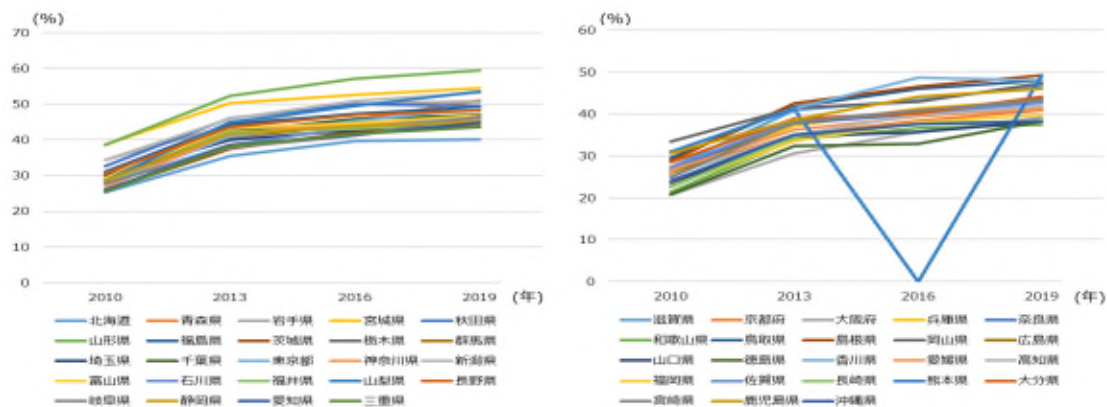 (%)
70
60
50
40
30
20
10
0
2010 2013 2016 2019 (年)
北海道 青森県 岩手県 宮城県 秋田県
山形県 福島県 茨城県 栃木県 群馬県
埼玉県 千葉県 東京都 神奈川県 新潟県
富山県 石川県 福井県 山梨県 長野県
岐阜県 静岡県 愛知県 三重県
(%)
60
50
40
30
20
10
0
2010 2013 2016 2019 (年)
滋賀県 京都府 大阪府 兵庫県 奈良県
和歌山県 鳥取県 島根県 岡山県 広島県
山口県 徳島県 香川県 愛媛県 高知県
福岡県 佐賀県 長崎県 熊本県 大分県
宮崎県 鹿児島県 沖縄県